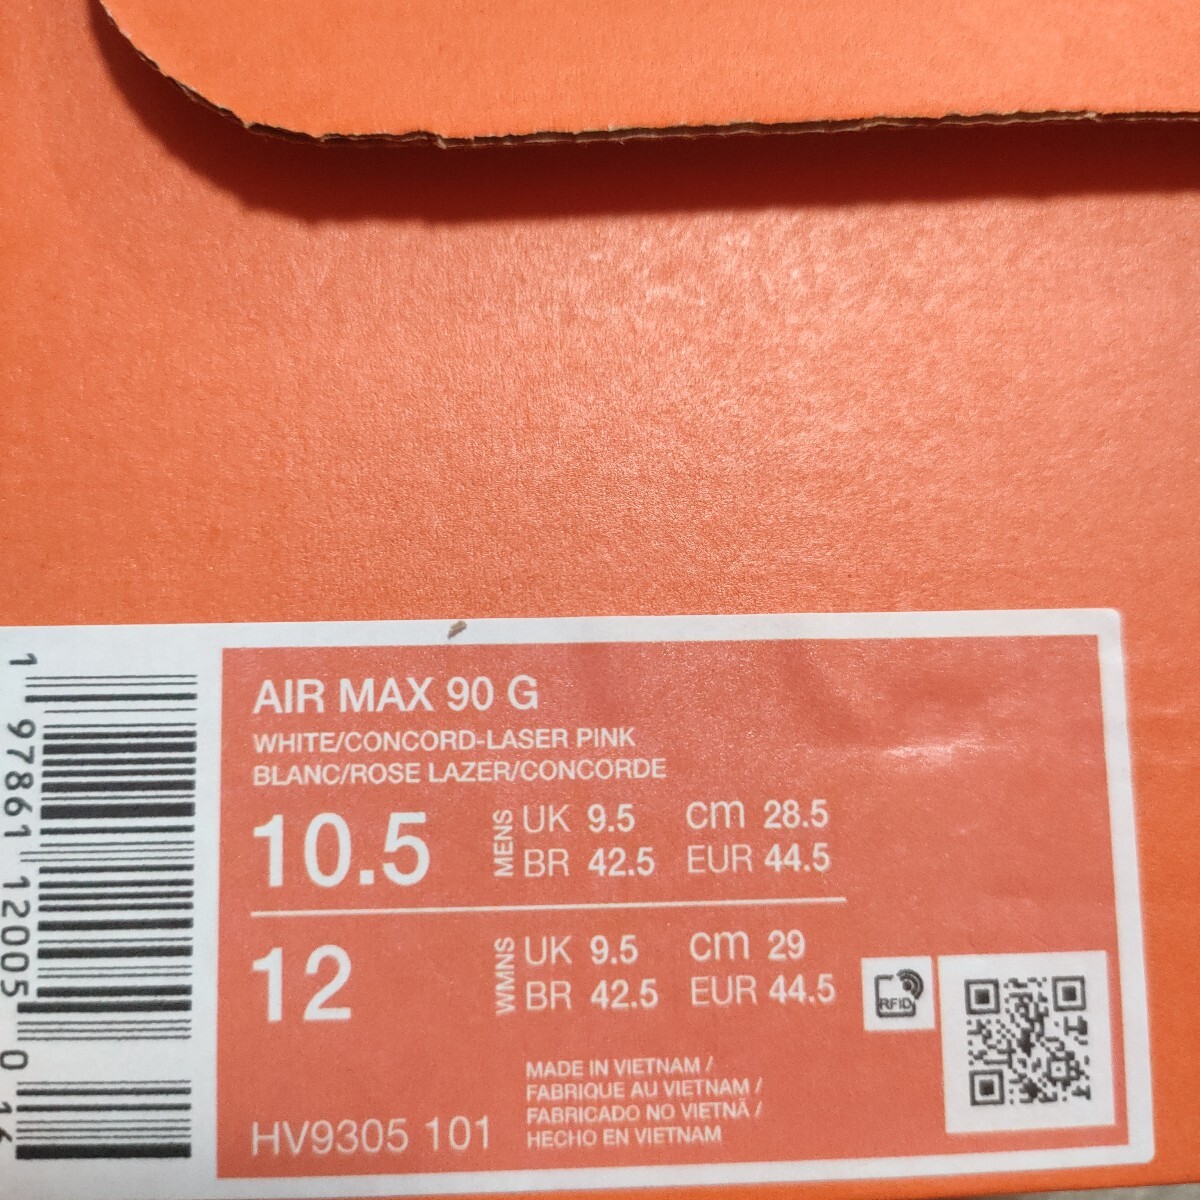 AIR MAX 90 G
WHITE/CONCORD-LASER PINK
BLANC/ROSE LAZER/CONCORDE
10.5 MENS UK 9.5 cm 28.5
BR 42.5 EUR 44.5
12 WMNS UK 9.5 cm 29
BR 42.5 EUR 44.5
RFID
MADE IN VIETNAM /
FABRIQUE AU VIETNAM /
FABRICADO NO VIETNÃ /
HECHO EN VIETNAM
HV9305 101
1 97861 12005 0 16